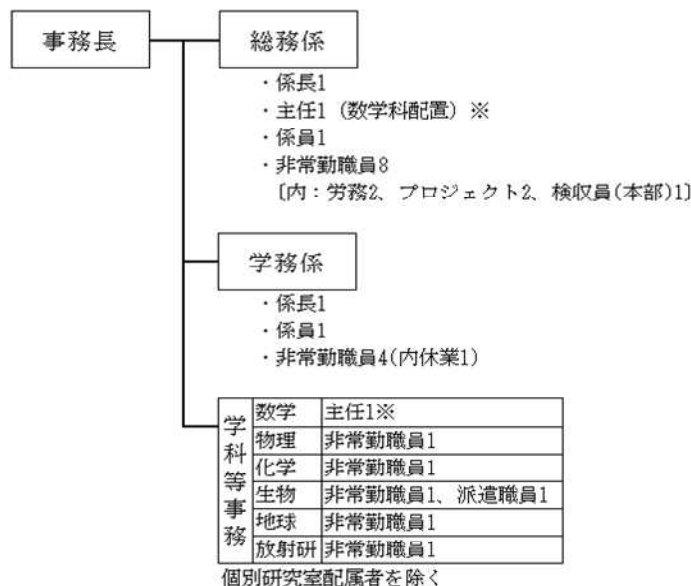 事務長
総務係
・係長1
・主任1（数学科配置）※
・係員1
・非常勤職員8
〔内：労務2、プロジェクト2、検収員(本部)1〕
学務係
・係長1
・係員1
・非常勤職員4(内休業1)
学科等事務
数学 主任1※
物理 非常勤職員1
化学 非常勤職員1
生物 非常勤職員1、派遣職員1
地球 非常勤職員1
放射研 非常勤職員1
個別研究室配属者を除く